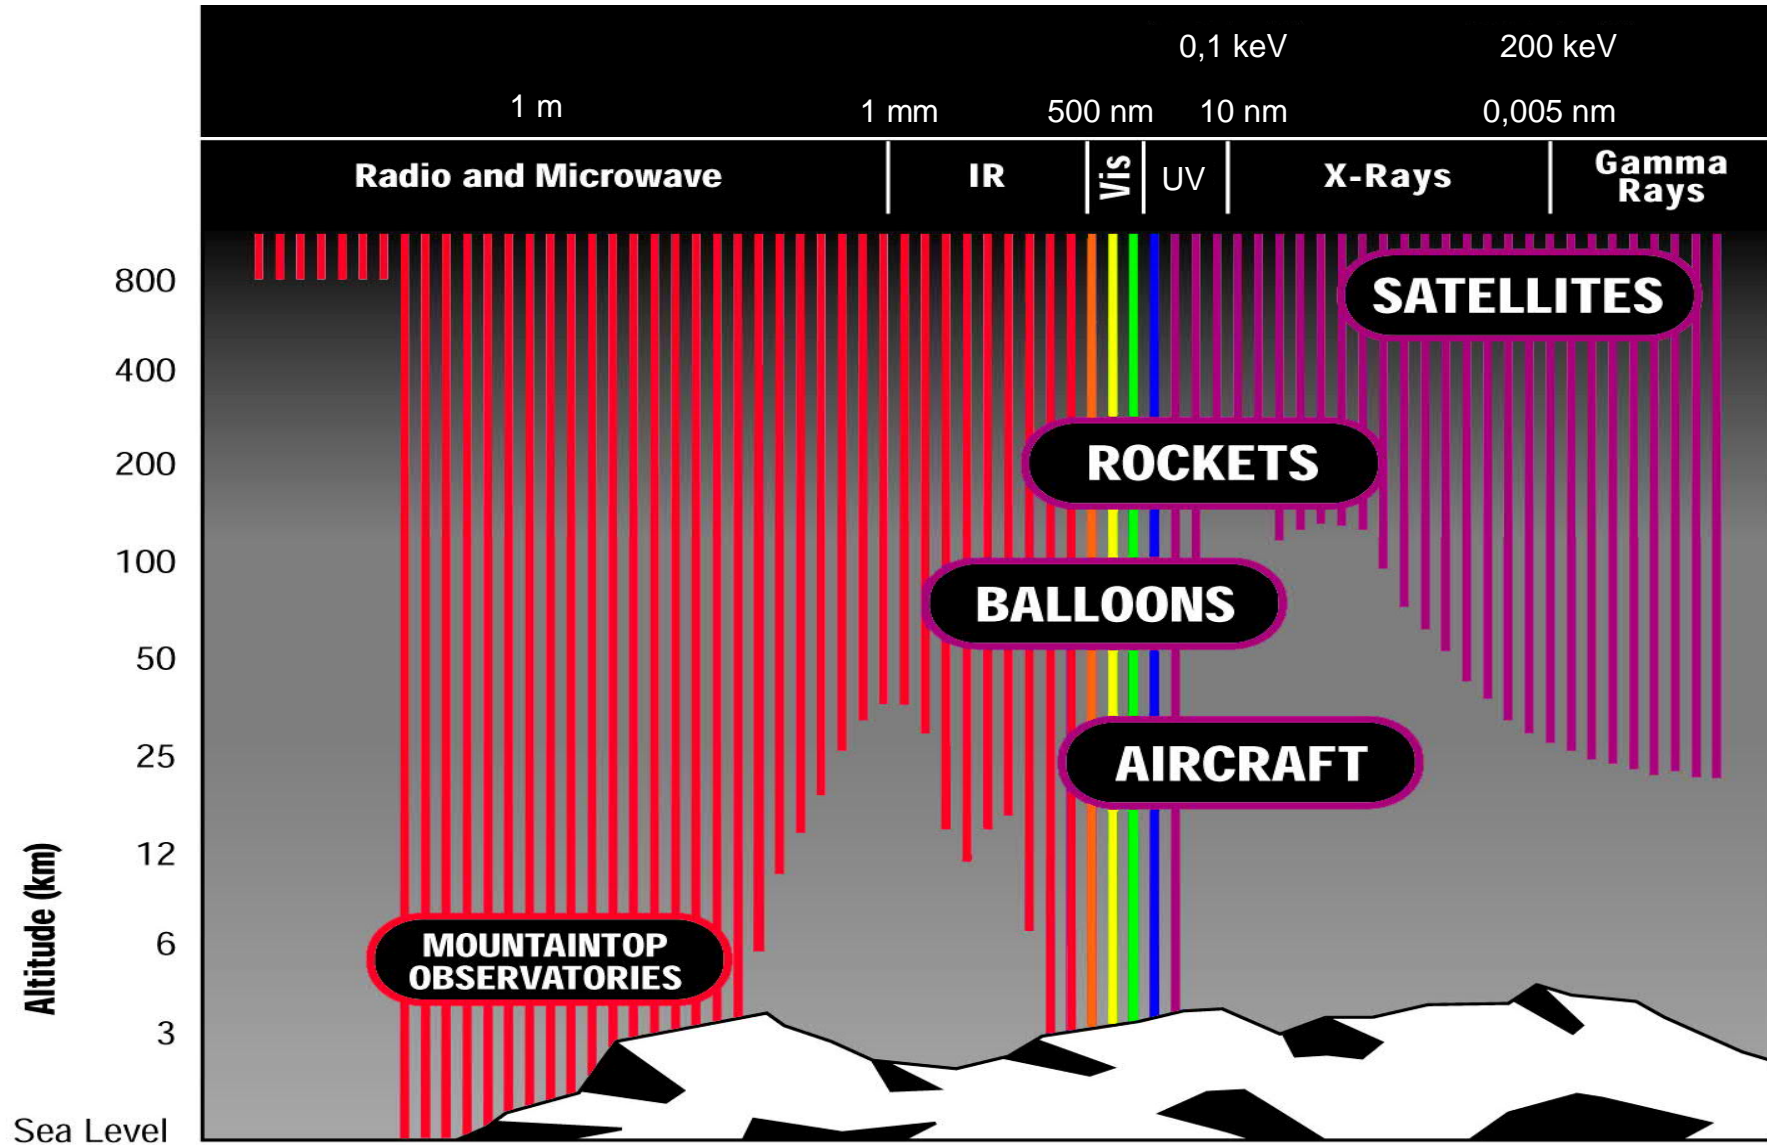 0,1 keV 200 keV
1 m 1 mm 500 nm 10 nm 0,005 nm
Radio and Microwave IR Vis UV X-Rays Gamma
Rays
800
SATELLITES
400
200
ROCKETS
100
BALLOONS
50
25
AIRCRAFT
12
Altitude (km)
6
MOUNTAINTOP
OBSERVATORIES
3
Sea Level